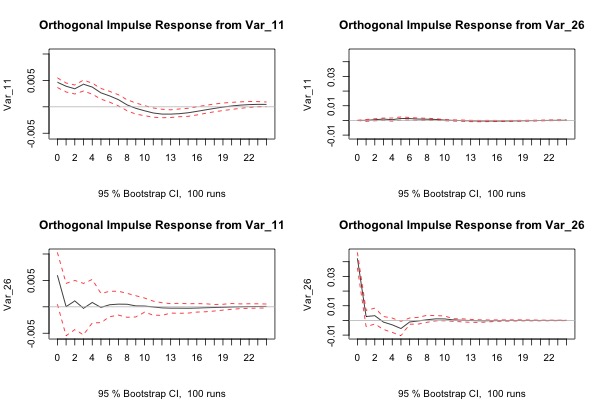 Orthogonal Impulse Response from Var_11
Var_11
0.005
-0.005
0 2 4 6 8 10 13 16 19 22
95 % Bootstrap CI, 100 runs
Orthogonal Impulse Response from Var_26
Var_11
0.03
0.01
-0.01
0 2 4 6 8 10 13 16 19 22
95 % Bootstrap CI, 100 runs
Orthogonal Impulse Response from Var_11
Var_26
0.005
-0.005
0 2 4 6 8 10 13 16 19 22
95 % Bootstrap CI, 100 runs
Orthogonal Impulse Response from Var_26
Var_26
0.03
0.01
-0.01
0 2 4 6 8 10 13 16 19 22
95 % Bootstrap CI, 100 runs